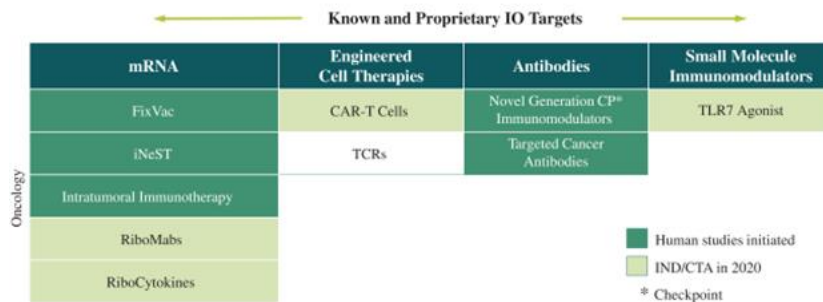 Known and Proprietary IO Targets
mRNA
Engineered
Cell Therapies
Antibodies
Small Molecule
Immunomodulators
FixVac
CAR-T Cells
Novel Generation CP*
Immunomodulators
TLR7 Agonist
iNeST
TCRs
Targeted Cancer
Antibodies
Intratumoral Immunotherapy
RiboMabs
RiboCytokines
Oncology
Human studies initiated
IND/CTA in 2020
* Checkpoint